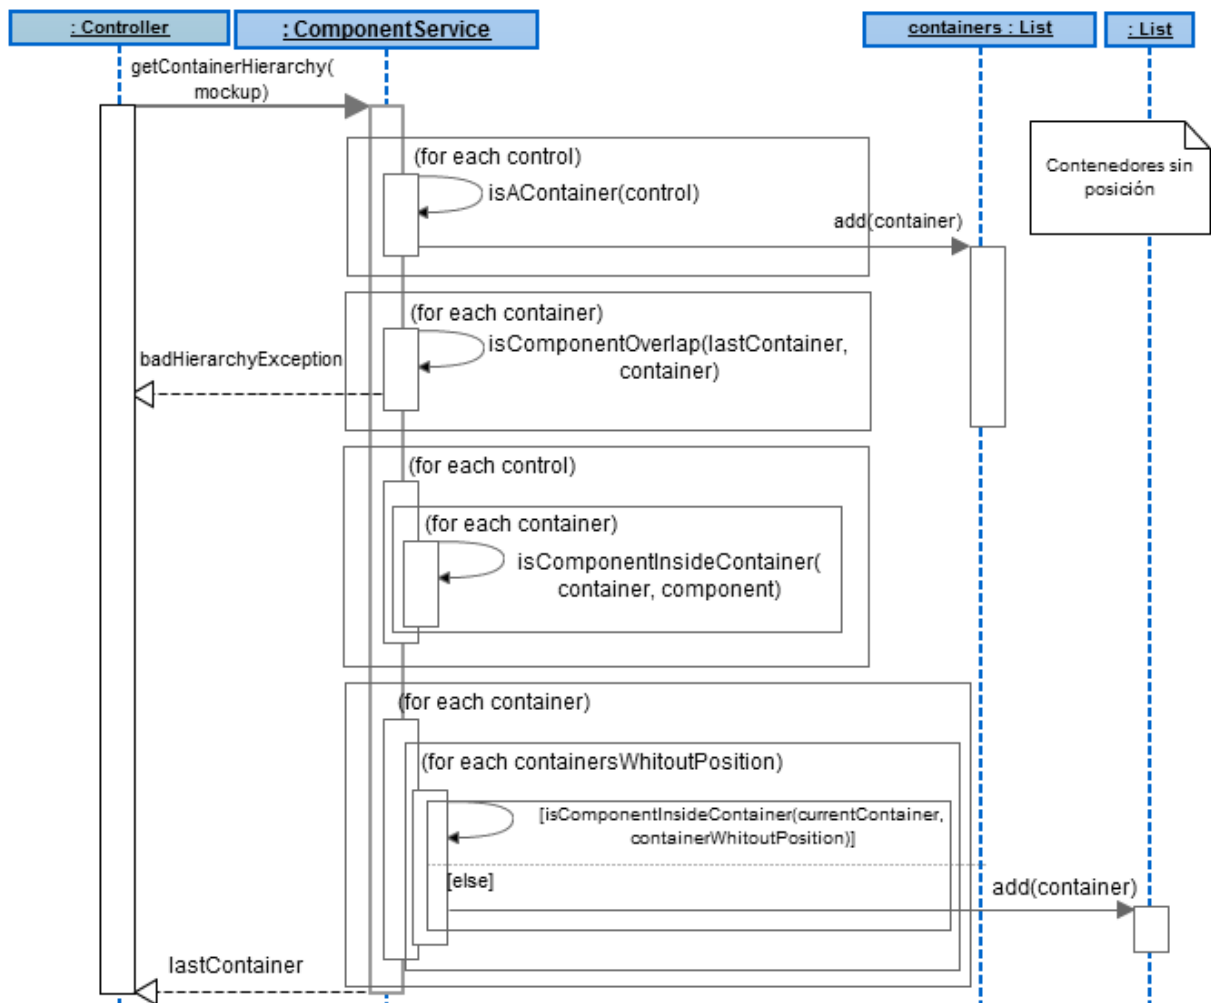 : Controller
: ComponentService
containers : List
: List
getContainerHierarchy(
mockup)
(for each control)
isAContainer(control)
add(container)
Contenedores sin
posición
(for each container)
isComponentOverlap(lastContainer,
container)
badHierarchyException
(for each control)
(for each container)
isComponentInsideContainer(
container, component)
(for each container)
(for each containersWhitoutPosition)
[isComponentInsideContainer(currentContainer,
containerWhitoutPosition)]
[else]
add(container)
lastContainer